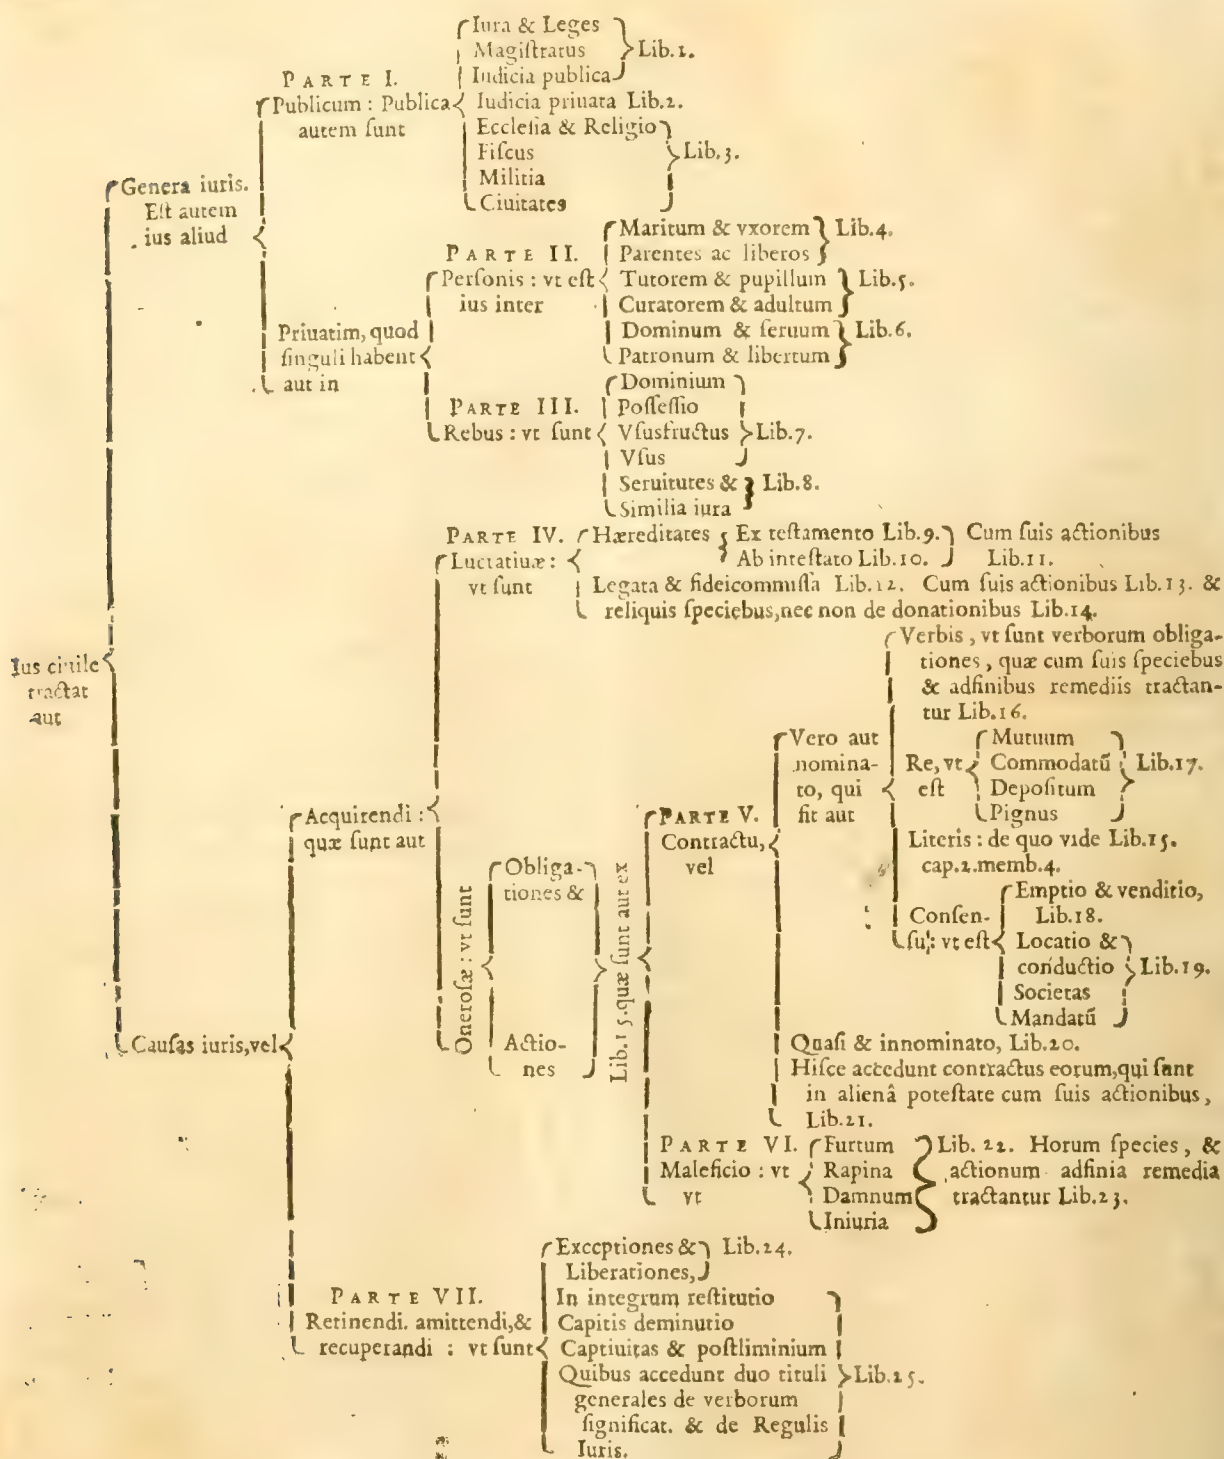 Ius ciuile
tractat
aut
Genera iuris.
Est autem
ius aliud
PARTE I.
Publicum : Publica
autem sunt
Iura & Leges
Magistratus
Iudicia publica
Lib.1.
Iudicia priuata Lib.2.
Ecclesia & Religio
Fiscus
Militia
Ciuitates
Lib.3.
Priuatim, quod
singuli habent
aut in
PARTE II.
Personis : vt est
ius inter
Maritum & vxorem
Parentes ac liberos
Lib.4.
Tutorem & pupillum
Curatorem & adultum
Lib.5.
Dominum & seruum
Patronum & libertum
Lib.6.
PARTE III.
Rebus : vt sunt
Dominium
Possessio
Vsusfructus
Vsus
Lib.7.
Seruitutes &
Similia iura
Lib.8.
Causas iuris, vel
Acquirendi :
quæ sunt aut
PARTE IV.
Lucratiuæ :
vt sunt
Hæreditates
Ex testamento Lib.9.
Ab intestato Lib.10.
Cum suis actionibus
Lib.11.
Legata & fideicommissa Lib.12. Cum suis actionibus Lib.13. &
reliquis speciebus, nec non de donationibus Lib.14.
Onerosæ : vt sunt
Obliga-
tiones &
Actio-
nes
Lib.15. quæ sunt aut ex
PARTE V.
Contractu,
vel
Vero aut
nomina-
to, qui
fit aut
Verbis, vt sunt verborum obliga-
tiones, quæ cum suis speciebus
& adfinibus remediis tractan-
tur Lib.16.
Re, vt
est
Mutuum
Commodatū
Depositum
Pignus
Lib.17.
Literis : de quo vide Lib.15.
cap.2.memb.4.
Consen-
su : vt est
Emptio & venditio,
Lib.18.
Locatio &
conductio
Societas
Mandatū
Lib.19.
Quasi & innominato, Lib.20.
Hisce accedunt contractus eorum, qui sunt
in alienâ potestate cum suis actionibus,
Lib.21.
PARTE VI.
Maleficio : vt
vt
Furtum
Rapina
Damnum
Iniuria
Lib. 22. Horum species, &
actionum adfinia remedia
tractantur Lib.23.
PARTE VII.
Retinendi. amittendi, &
recuperandi : vt sunt
Exceptiones &
Liberationes,
Lib.24.
In integrum restitutio
Capitis deminutio
Captiuitas & postliminium
Quibus accedunt duo tituli
generales de verborum
significat. & de Regulis
Iuris.
Lib.25.